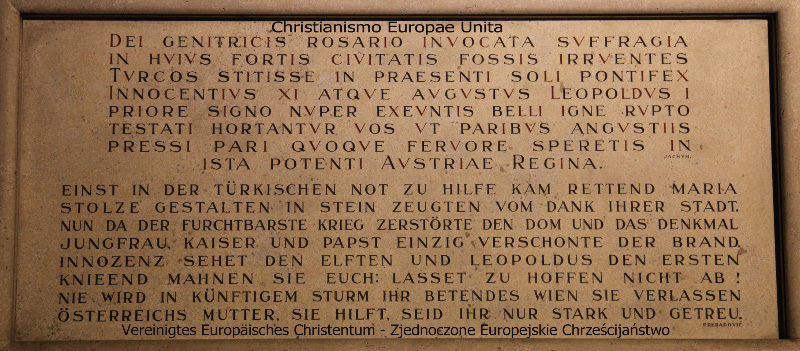 Christianismo Europae Unita
DEI GENITRICIS ROSARIO INVOCATA SVFFRAGIA
IN HVIVS FORTIS CIVITATIS FOSSIS IRRVENTES
TVRCOS STITISSE IN PRAESENTI SOLI PONTIFEX
INNOCENTIVS XI ATQVE AVGVSTVS LEOPOLDVS I
PRIORE SIGNO NVPER EXEVNTIS BELLI IGNE RVPTO
TESTATI HORTANTVR VOS VT PARIBVS ANGVSTIIS
PRESSI PARI QVOQVE FERVORE SPERETIS IN
JACHYM.
ISTA POTENTI AVSTRIAE REGINA.
EINST IN DER TÜRKISCHEN NOT ZU HILFE KAM RETTEND MARIA
STOLZE GESTALTEN IN STEIN ZEUGTEN VOM DANK IHRER STADT.
NUN DA DER FURCHTBARSTE KRIEG ZERSTÖRTE DEN DOM UND DAS DENKMAL
JUNGFRAU, KAISER UND PAPST EINZIG VERSCHONTE DER BRAND.
INNOZENZ SEHET DEN ELFTEN UND LEOPOLDUS DEN ERSTEN
KNIEEND MAHNEN SIE EUCH: LASSET ZU HOFFEN NICHT AB !
NIE WIRD IN KÜNFTIGEM STURM IHR BETENDES WIEN SIE VERLASSEN
ÖSTERREICHS MUTTER, SIE HILFT, SEID IHR NUR STARK UND GETREU.
PRERADOVIĆ
Vereinigtes Europäisches Christentum - Zjednoczone Europejskie Chrześcijaństwo